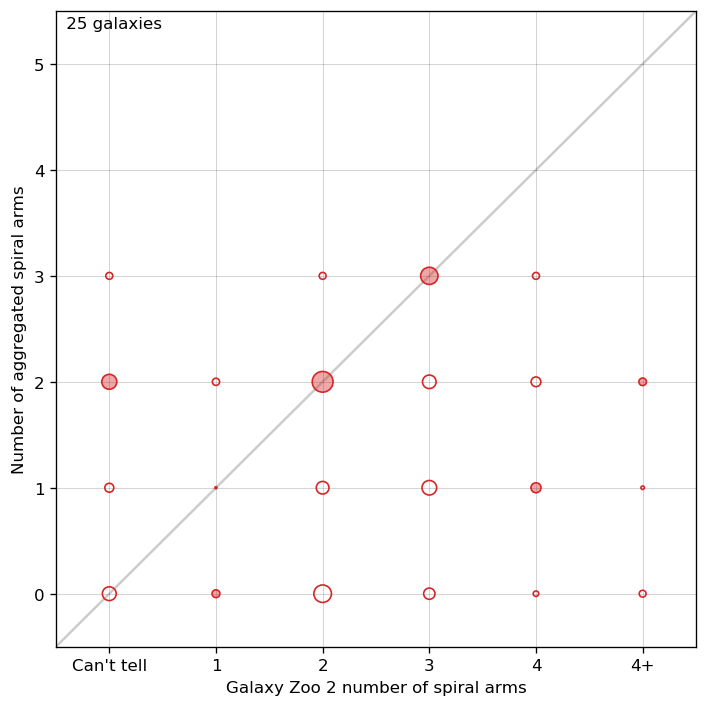 25 galaxies
5
4
3
2
1
0
Number of aggregated spiral arms
Can't tell 1 2 3 4 4+
Galaxy Zoo 2 number of spiral arms